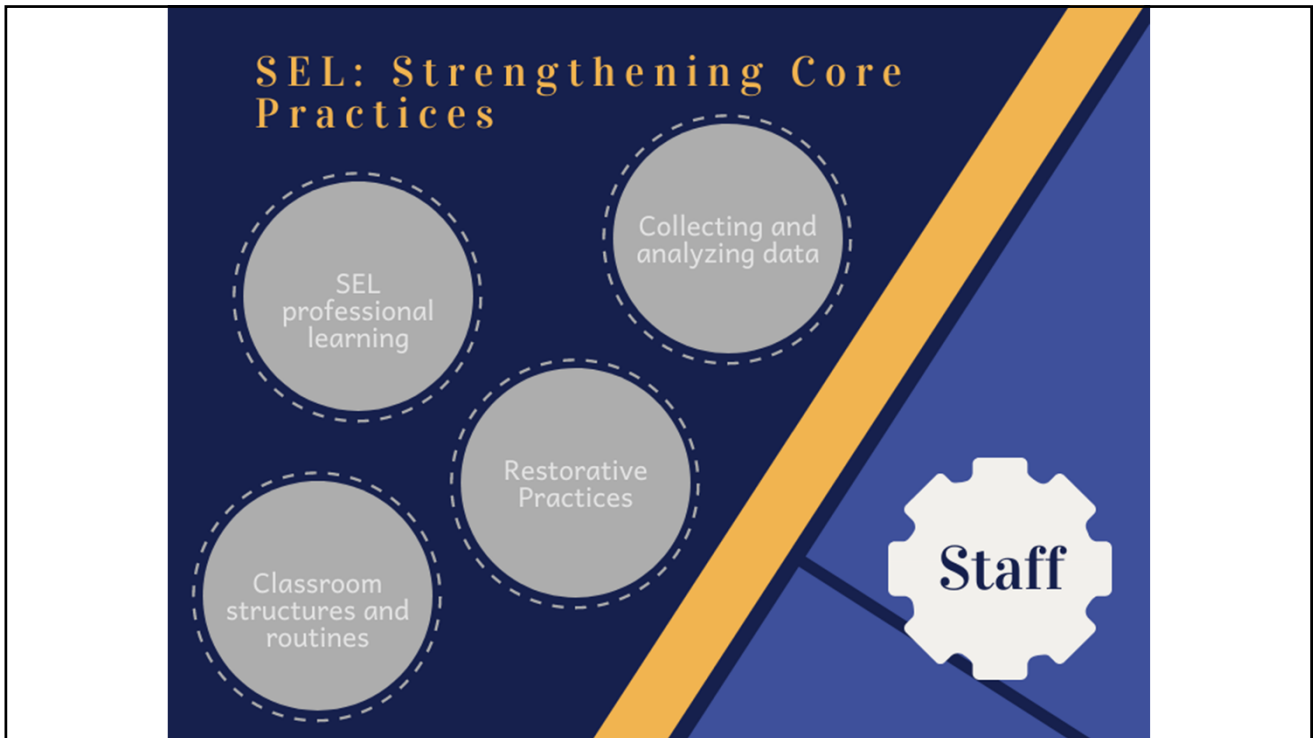 SEL: Strengthening Core
Practices
Collecting and
analyzing data
SEL
professional
learning
Restorative
Practices
Classroom
structures and
routines
Staff